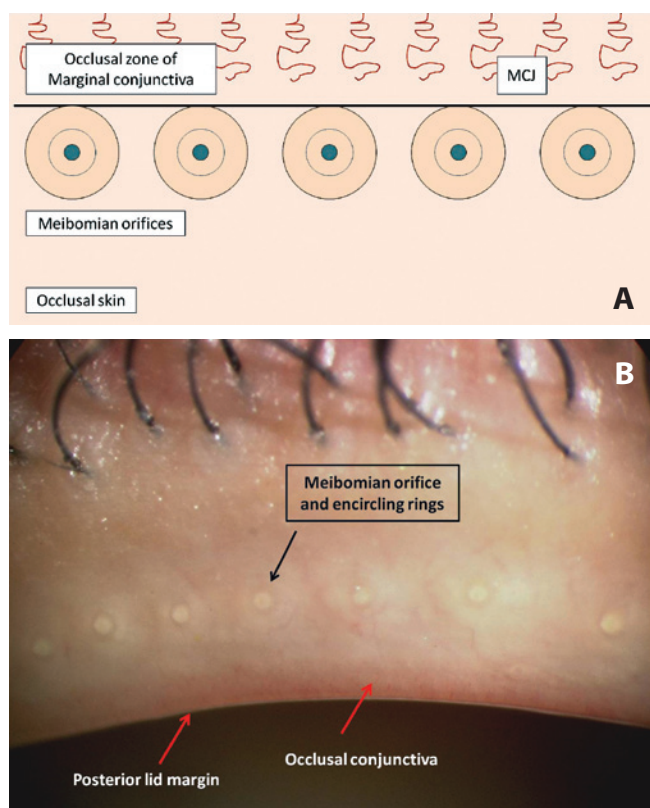 Occlusal zone of
Marginal conjunctiva
MCJ
Meibomian orifices
Occlusal skin
A
B
Meibomian orifice
and encircling rings
Occlusal conjunctiva
Posterior lid margin